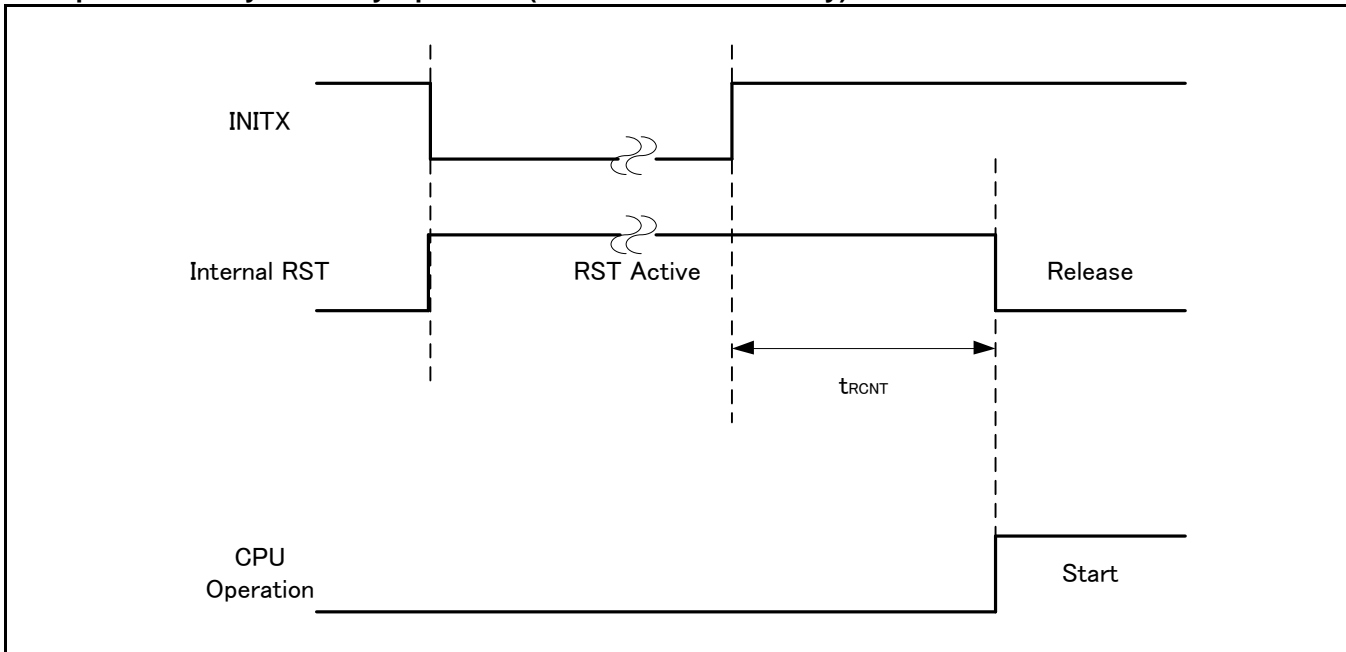 INITX
Internal RST
RST Active
Release
tRCNT
CPU
Operation
Start